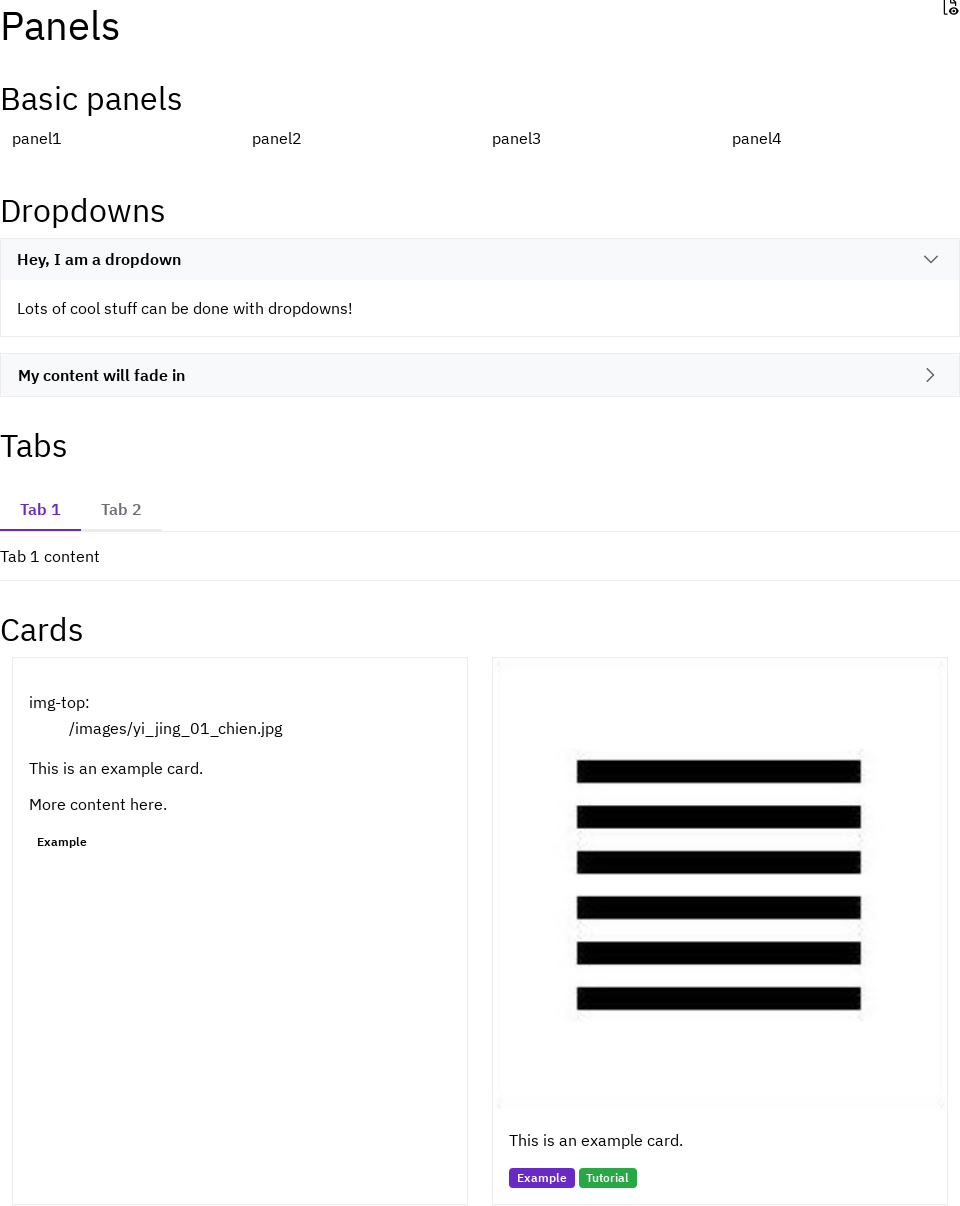 Panels
Basic panels
panel1 panel2 panel3 panel4
Dropdowns
Hey, I am a dropdown
Lots of cool stuff can be done with dropdowns!
My content will fade in
Tabs
Tab 1 Tab 2
Tab 1 content
Cards
img-top:
/images/yi_jing_01_chien.jpg
This is an example card.
More content here.
Example
This is an example card.
Example Tutorial